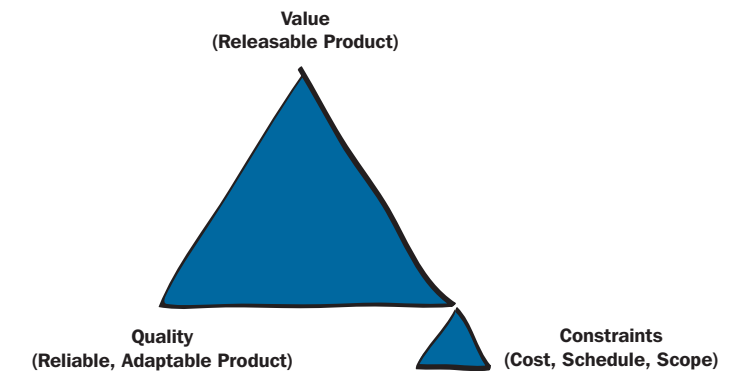 Value
(Releasable Product)
Quality
(Reliable, Adaptable Product)
Constraints
(Cost, Schedule, Scope)